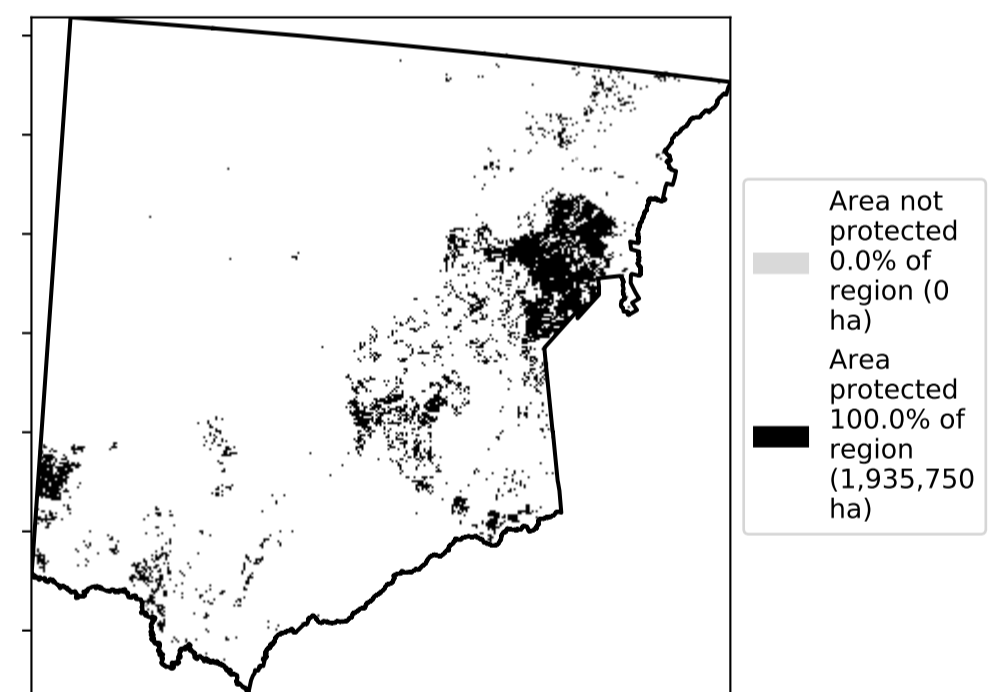 Area not
protected
0.0% of
region (0
ha)
Area
protected
100.0% of
region
(1,935,750
ha)